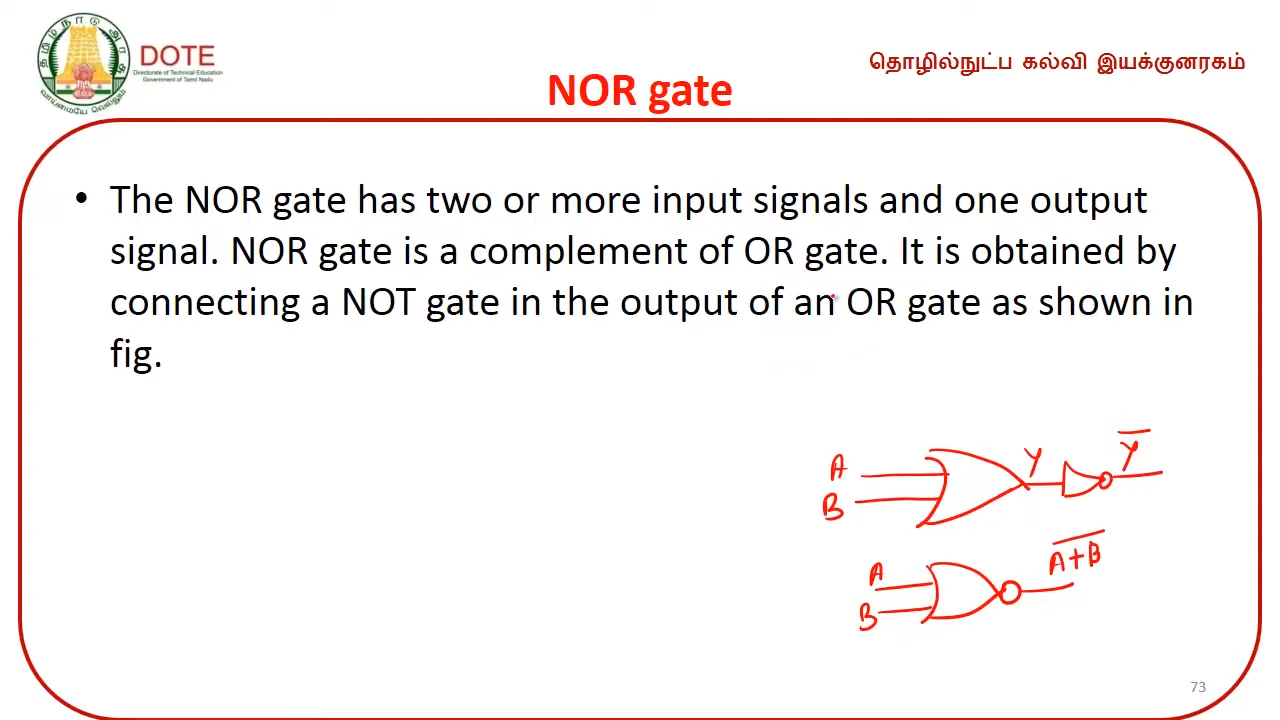 தமிழ்நாடு அரசு
வாய்மையே வெல்லும்
DOTE
Directorate of Technical Education
Government of Tamil Nadu
தொழில்நுட்ப கல்வி இயக்குனரகம்
NOR gate
• The NOR gate has two or more input signals and one output
signal. NOR gate is a complement of OR gate. It is obtained by
connecting a NOT gate in the output of an OR gate as shown in
fig.
A
B
Y
Y̅
A
B
A̅+̅B̅
73